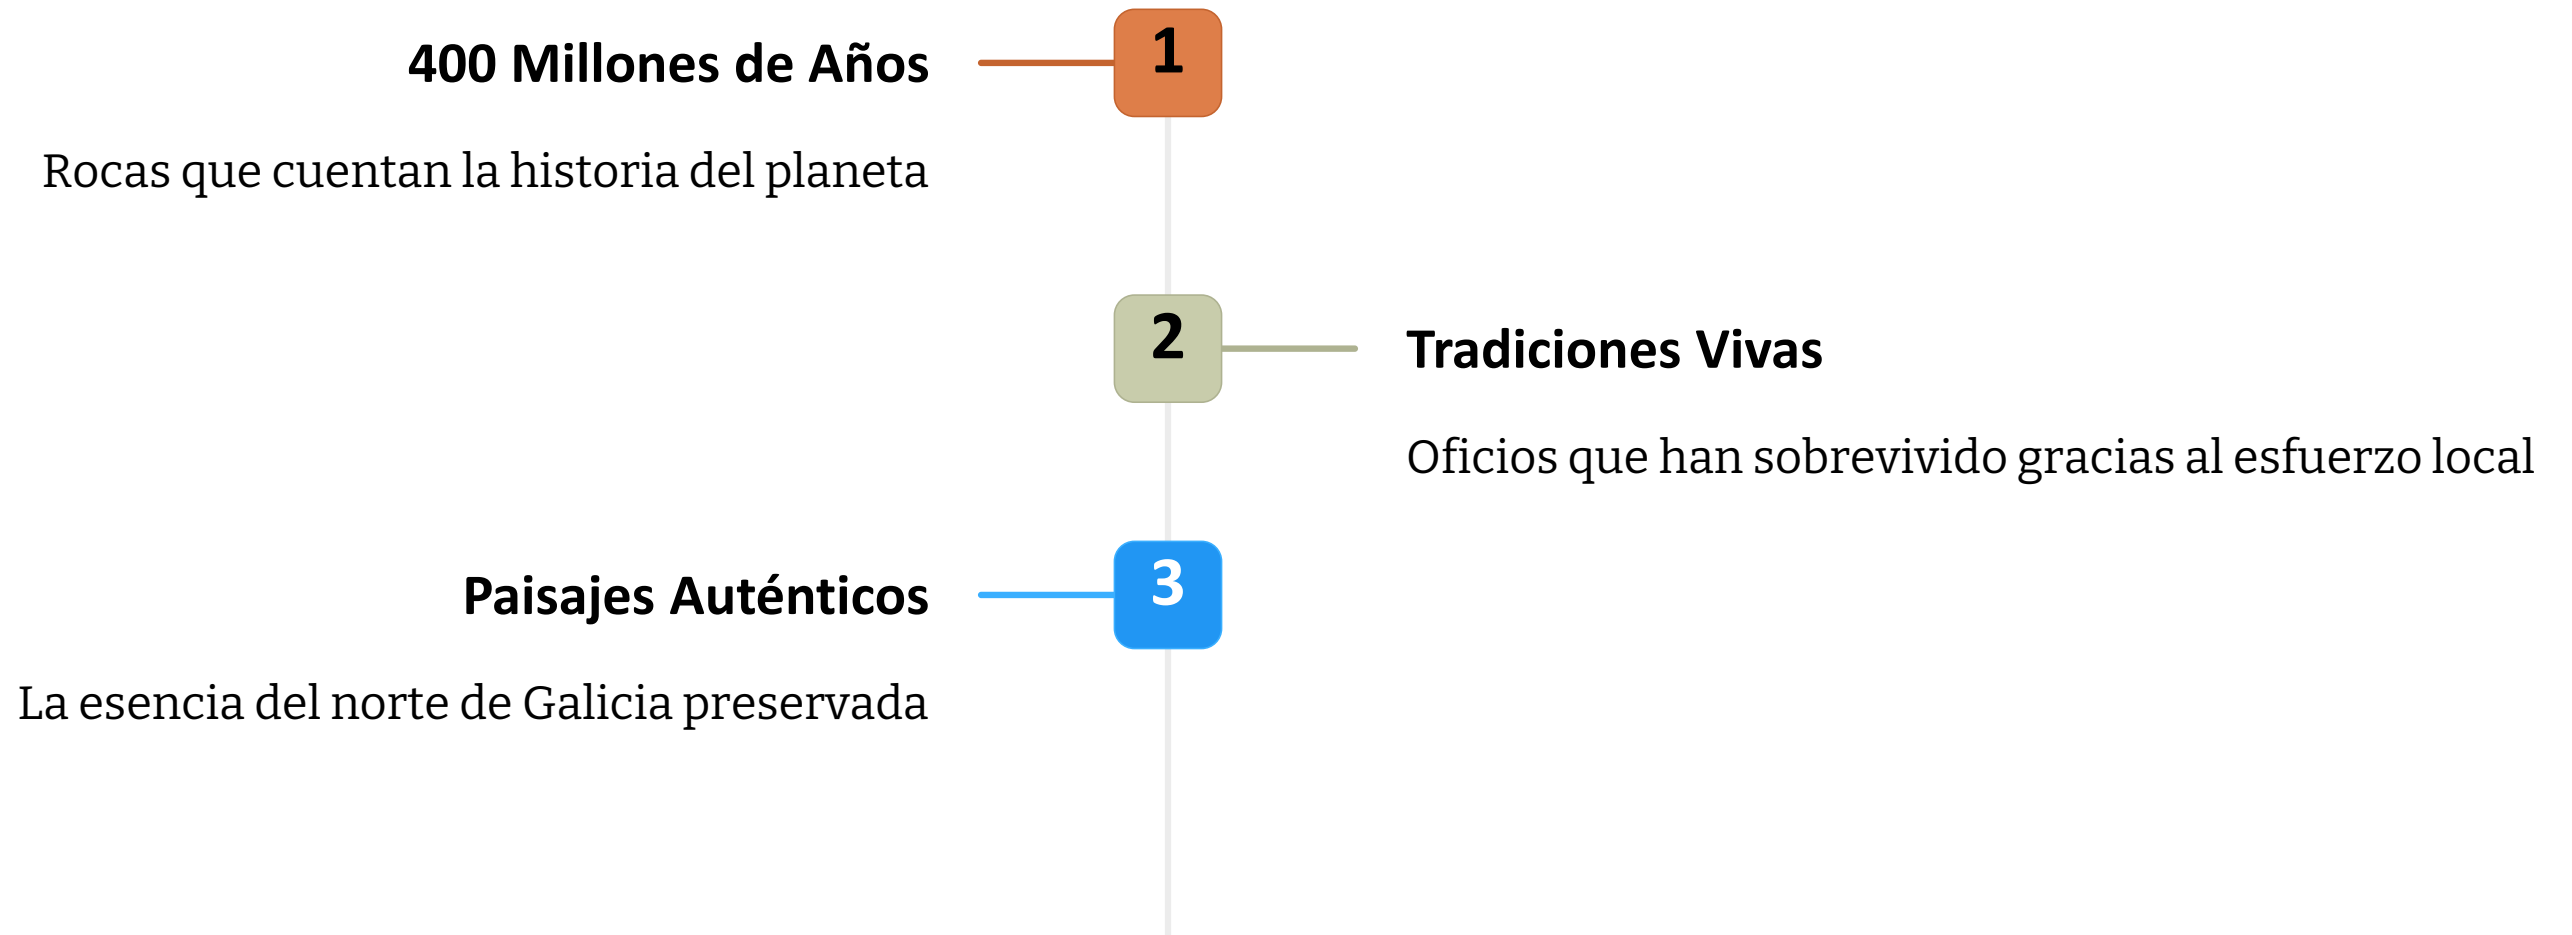 1
400 Millones de Años
Rocas que cuentan la historia del planeta
2
Tradiciones Vivas
Oficios que han sobrevivido gracias al esfuerzo local
3
Paisajes Auténticos
La esencia del norte de Galicia preservada